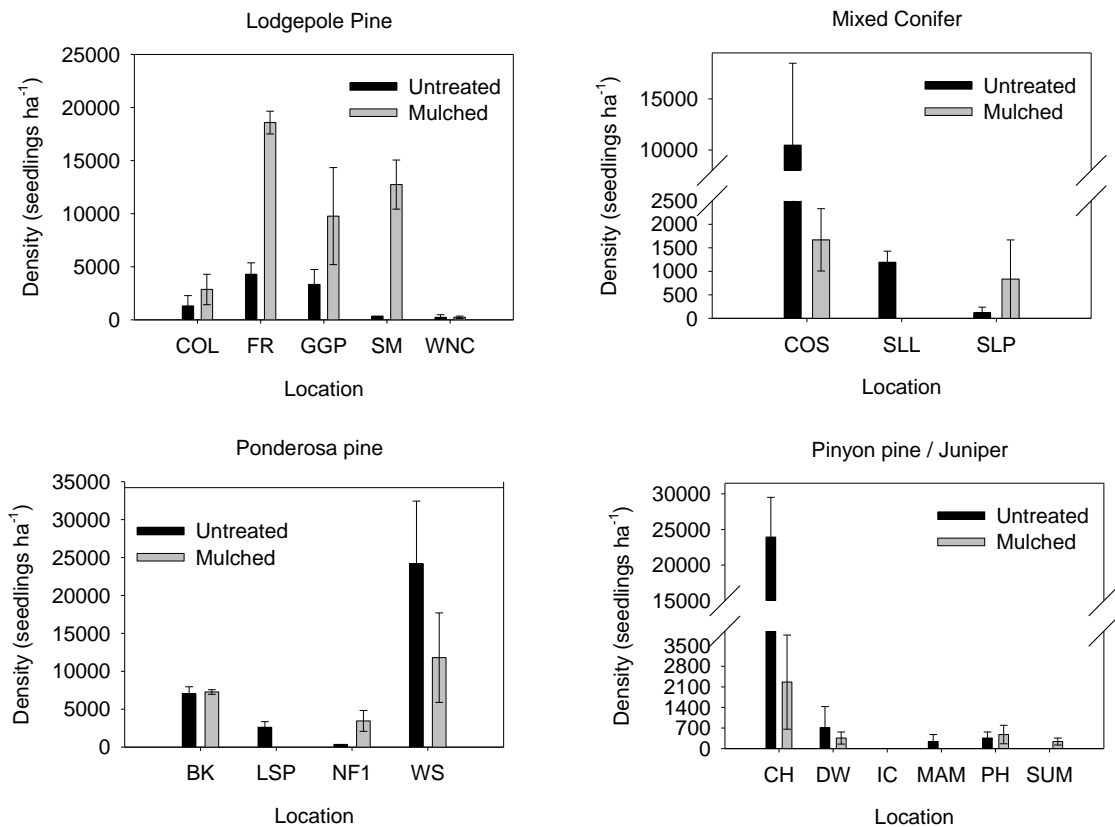 Lodgepole Pine
Density (seedlings ha-1)
25000
20000
15000
10000
5000
0
Untreated
Mulched
COL FR GGP SM WNC
Location
Mixed Conifer
Density (seedlings ha-1)
15000
10000
2500
2000
1500
1000
500
0
Untreated
Mulched
COS SLL SLP
Location
Ponderosa pine
Density (seedlings ha-1)
35000
30000
25000
20000
15000
10000
5000
0
Untreated
Mulched
BK LSP NF1 WS
Location
Pinyon pine / Juniper
Density (seedlings ha-1)
30000
25000
20000
15000
3500
2800
2100
1400
700
0
Untreated
Mulched
CH DW IC MAM PH SUM
Location